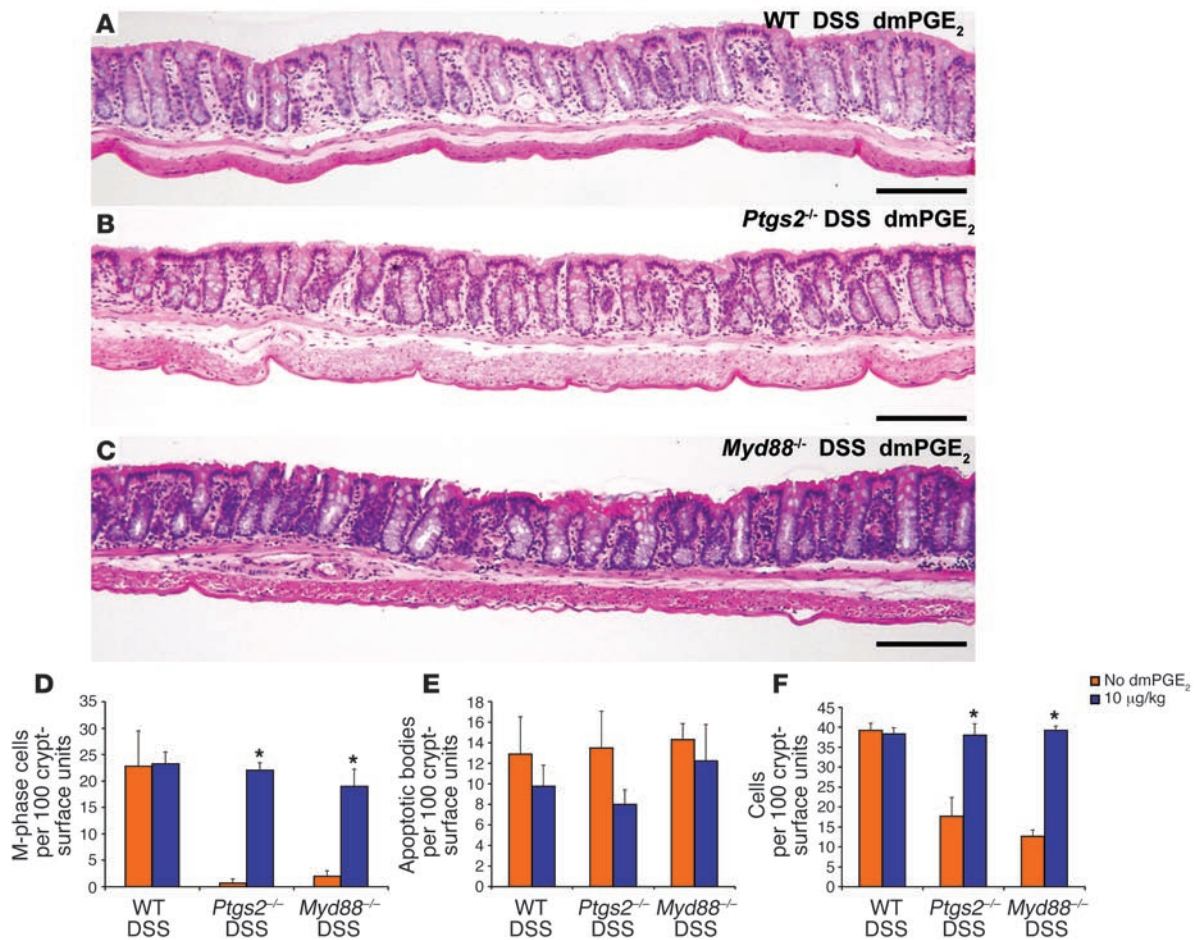 A
WT DSS dmPGE₂
B
Ptgs2⁻/⁻ DSS dmPGE₂
C
Myd88⁻/⁻ DSS dmPGE₂
D
M-phase cells
per 100 crypt-
surface units
35
30
25
20
15
10
5
0
*
*
WT
DSS
Ptgs2⁻/⁻
DSS
Myd88⁻/⁻
DSS
E
Apoptotic bodies
per 100 crypt-
surface units
18
16
14
12
10
8
6
4
2
0
WT
DSS
Ptgs2⁻/⁻
DSS
Myd88⁻/⁻
DSS
F
Cells
per 100 crypt-
surface units
45
40
35
30
25
20
15
10
5
0
*
*
WT
DSS
Ptgs2⁻/⁻
DSS
Myd88⁻/⁻
DSS
No dmPGE₂
10 μg/kg